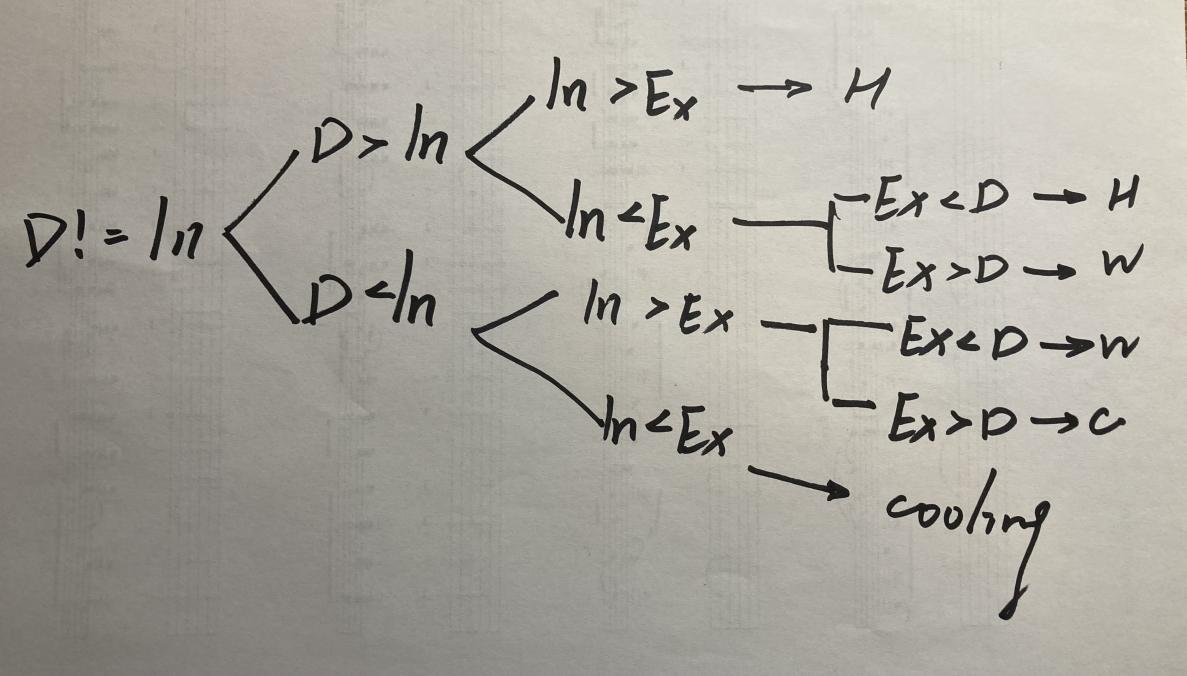 In > Ex → H
D > In
Ex < D → H
In < Ex
D! = In
Ex > D → W
D < In
In > Ex
Ex < D → W
Ex > D → C
In < Ex
cooling